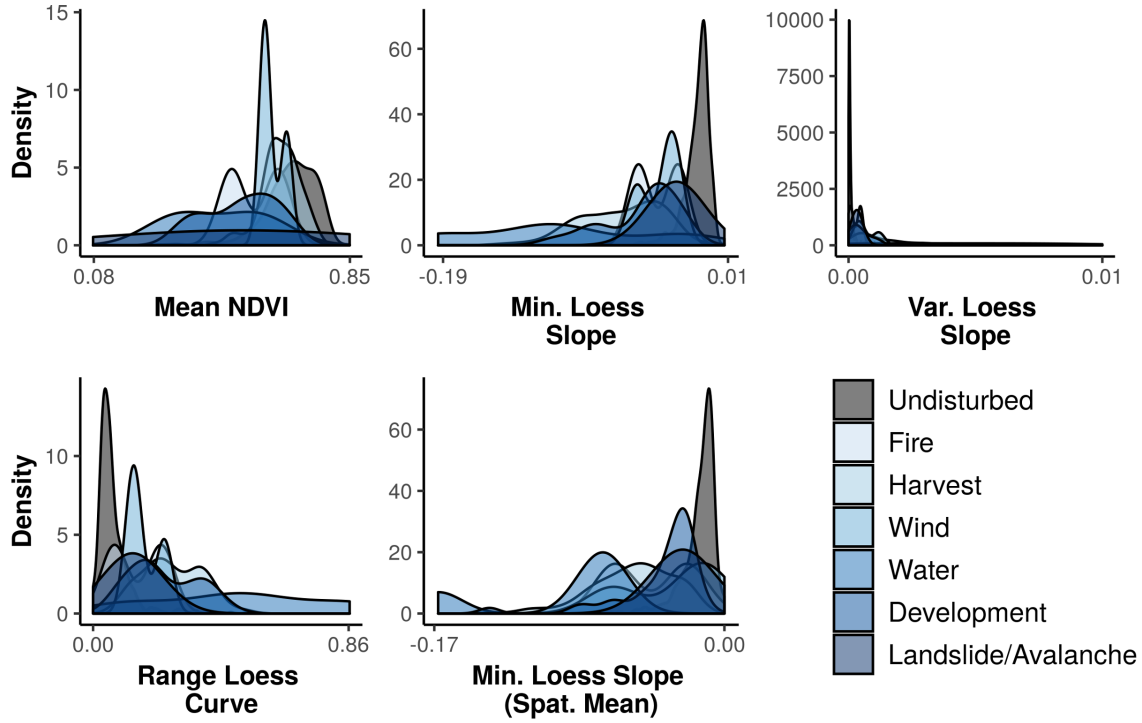 15
10
5
0
Density
0.08
0.85
Mean NDVI
60
40
20
0
-0.19
0.01
Min. Loess
Slope
10000
7500
5000
2500
0
0.00
0.01
Var. Loess
Slope
10
5
0
Density
0.00
0.86
Range Loess
Curve
60
40
20
0
-0.17
0.00
Min. Loess Slope
(Spat. Mean)
Undisturbed
Fire
Harvest
Wind
Water
Development
Landslide/Avalanche